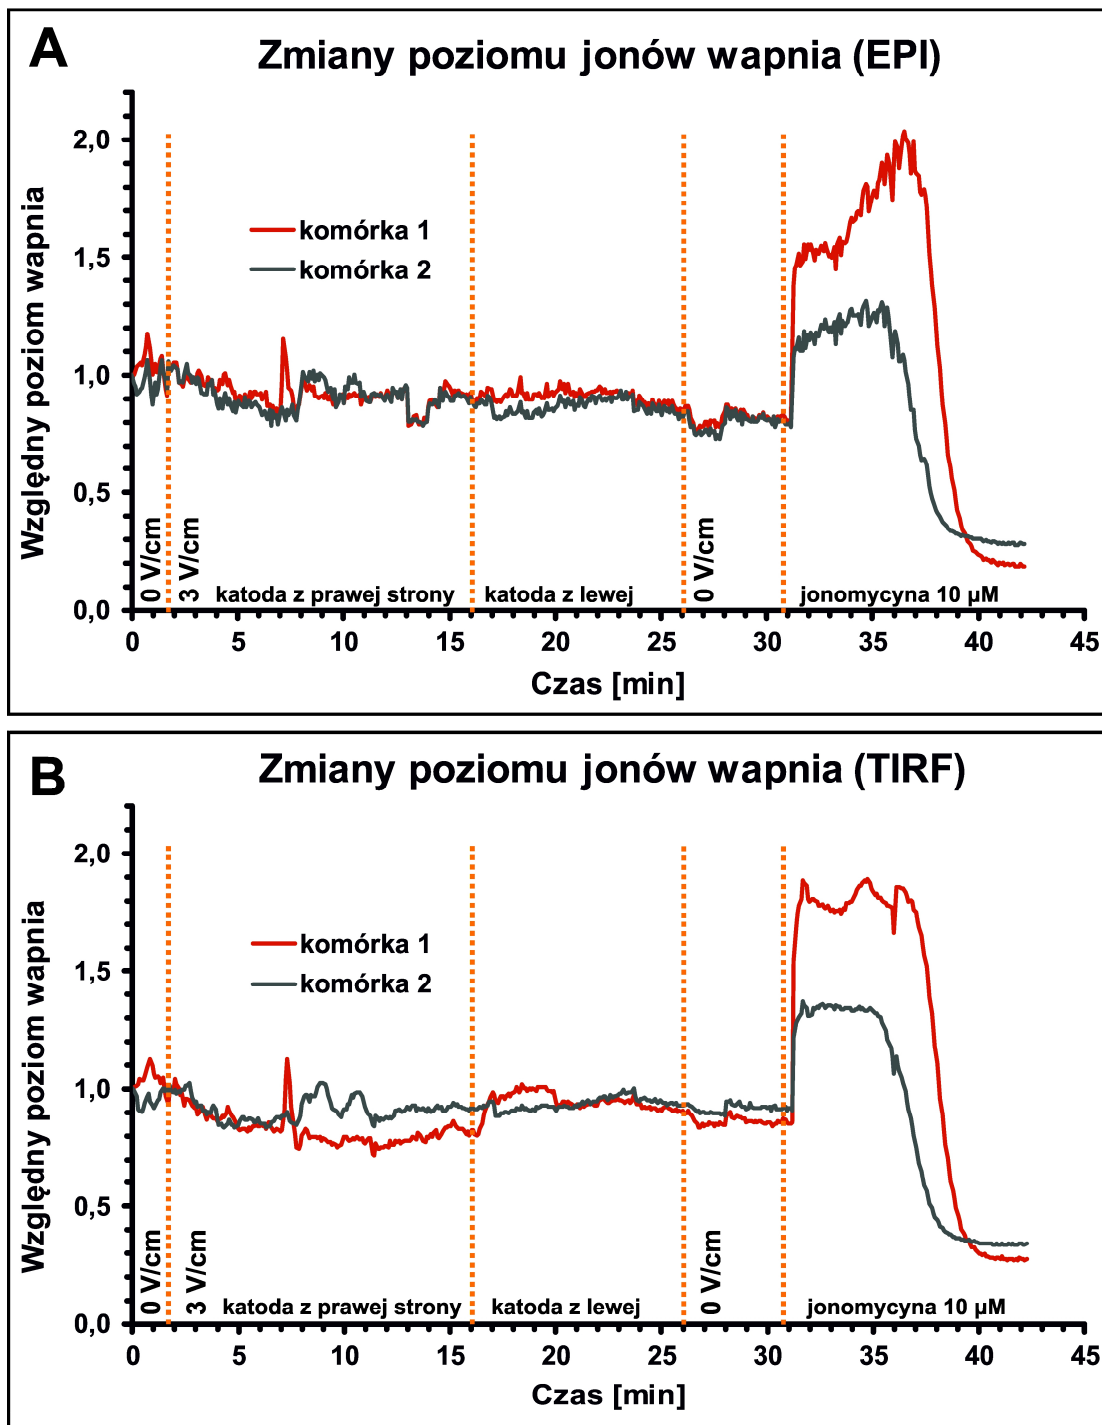 A
Zmiany poziomu jonów wapnia (EPI)
Względny poziom wapnia
2,0
1,5
1,0
0,5
0,0
komórka 1
komórka 2
0 V/cm
3 V/cm
katoda z prawej strony
katoda z lewej
0 V/cm
jonomycyna 10 µM
0 5 10 15 20 25 30 35 40 45
Czas [min]
B
Zmiany poziomu jonów wapnia (TIRF)
Względny poziom wapnia
2,0
1,5
1,0
0,5
0,0
komórka 1
komórka 2
0 V/cm
3 V/cm
katoda z prawej strony
katoda z lewej
0 V/cm
jonomycyna 10 µM
0 5 10 15 20 25 30 35 40 45
Czas [min]